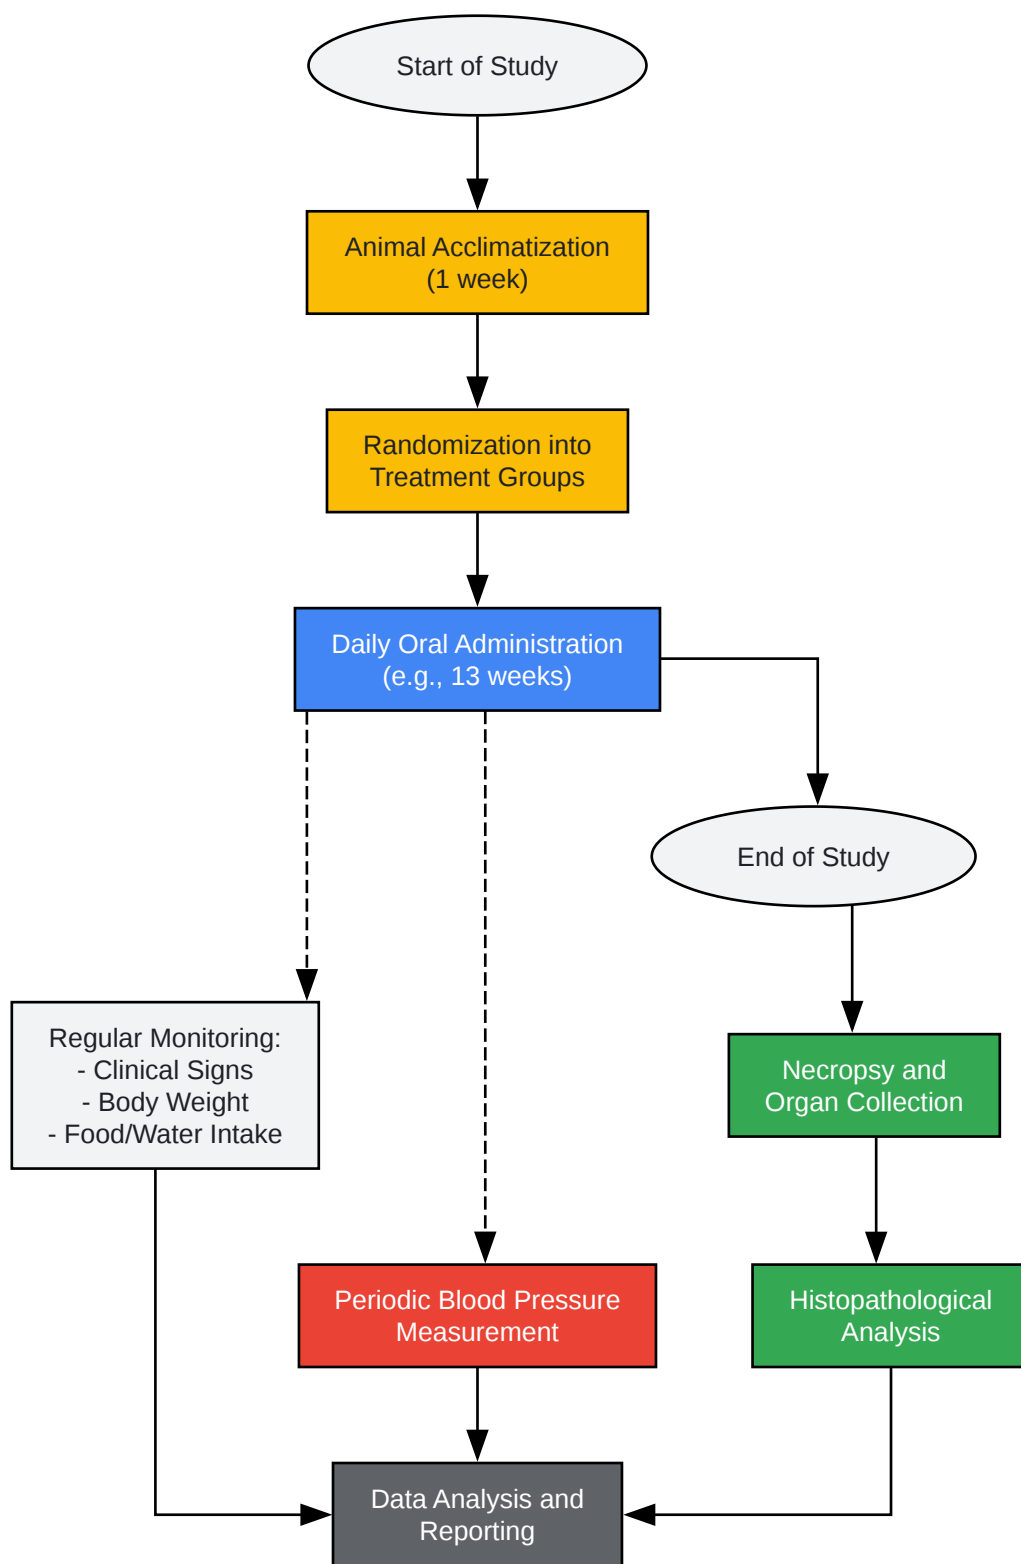 Start of Study
Animal Acclimatization
(1 week)
Randomization into
Treatment Groups
Daily Oral Administration
(e.g., 13 weeks)
End of Study
Regular Monitoring:
- Clinical Signs
- Body Weight
- Food/Water Intake
Necropsy and
Organ Collection
Periodic Blood Pressure
Measurement
Histopathological
Analysis
Data Analysis and
Reporting